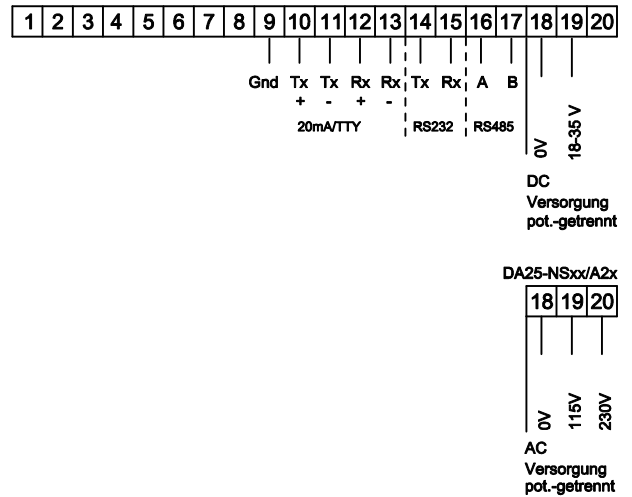 1 2 3 4 5 6 7 8 9 10 11 12 13 14 15 16 17 18 19 20
Gnd Tx Tx Rx Rx Tx Rx A B
+ - + -
20mA/TTY RS232 RS485
0V 18-35 V
DC
Versorgung
pot.-getrennt
DA25-NSxx/A2x
18 19 20
0V 115V 230V
AC
Versorgung
pot.-getrennt